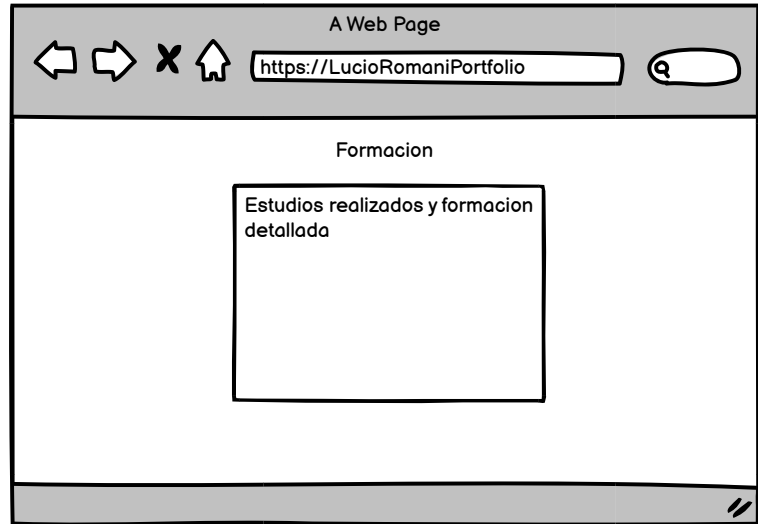 A Web Page
https://LucioRomaniPortfolio
Formacion
Estudios realizados y formacion
detallada